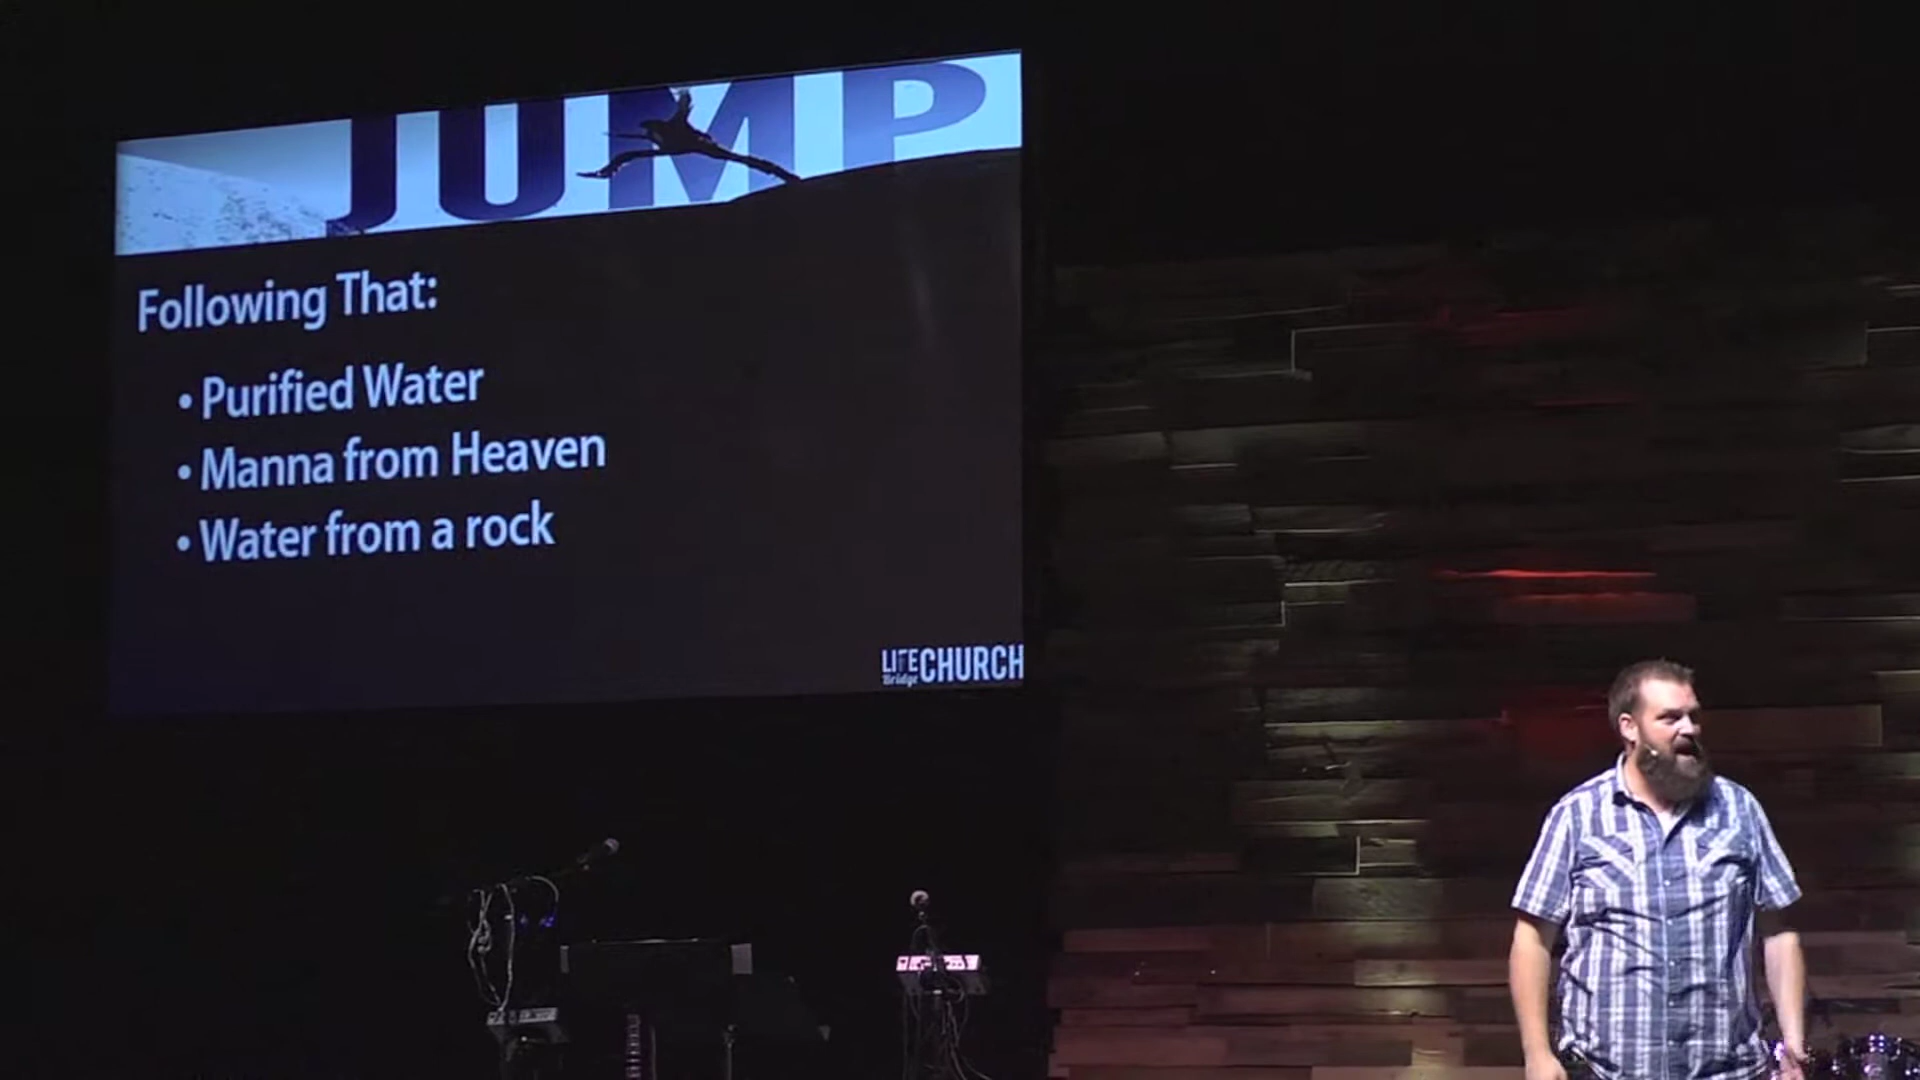 JUMP
Following That:
• Purified Water
• Manna from Heaven
• Water from a rock
LIFE CHURCH
Bridge